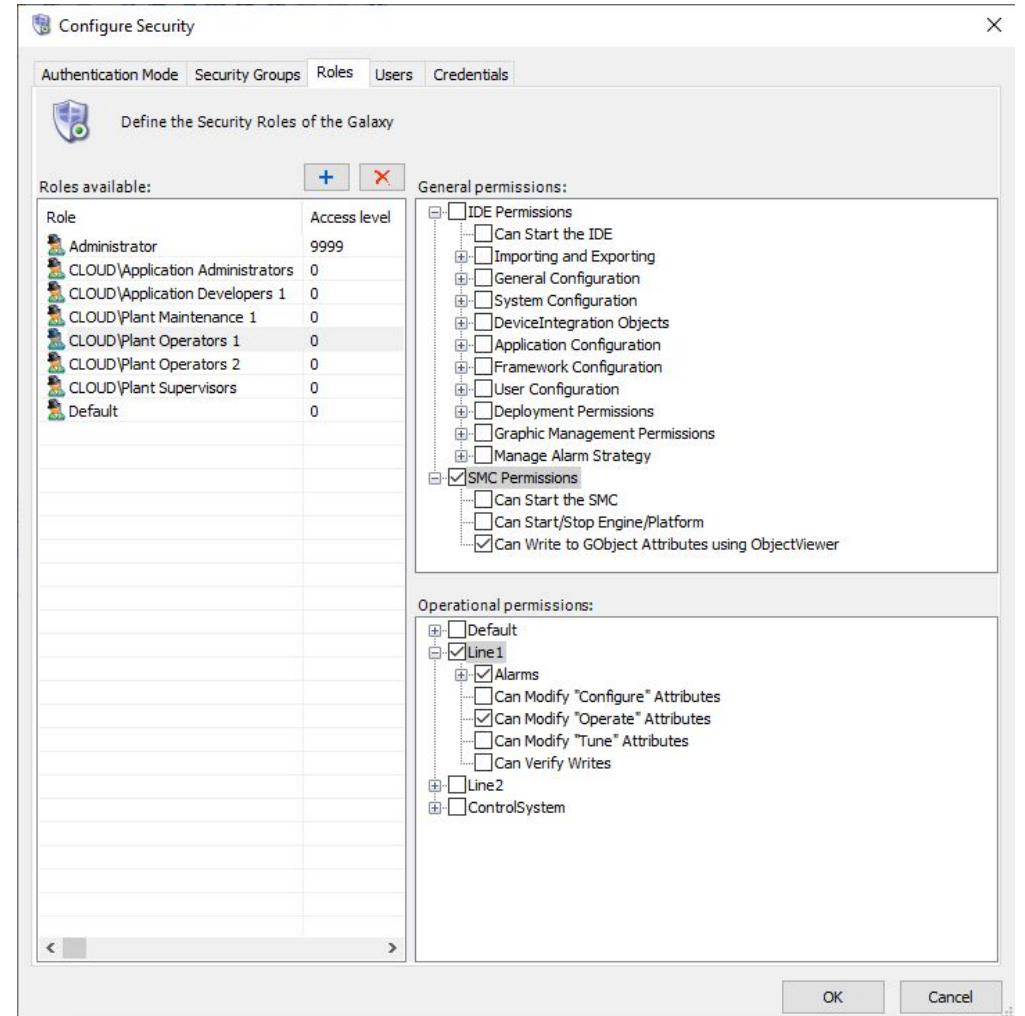 Configure Security
Authentication Mode Security Groups Roles Users Credentials
Define the Security Roles of the Galaxy
Roles available:
Role Access level
Administrator 9999
CLOUD\Application Administrators 0
CLOUD\Application Developers 1 0
CLOUD\Plant Maintenance 1 0
CLOUD\Plant Operators 1 0
CLOUD\Plant Operators 2 0
CLOUD\Plant Supervisors 0
Default 0
General permissions:
IDE Permissions
Can Start the IDE
Importing and Exporting
General Configuration
System Configuration
DeviceIntegration Objects
Application Configuration
Framework Configuration
User Configuration
Deployment Permissions
Graphic Management Permissions
Manage Alarm Strategy
SMC Permissions
Can Start the SMC
Can Start/Stop Engine/Platform
Can Write to GObject Attributes using ObjectViewer
Operational permissions:
Default
Line1
Alarms
Can Modify "Configure" Attributes
Can Modify "Operate" Attributes
Can Modify "Tune" Attributes
Can Verify Writes
Line2
ControlSystem
OK Cancel